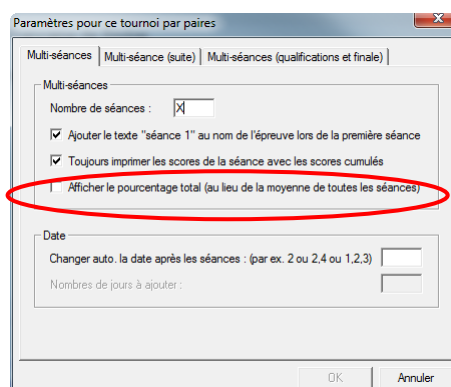 Paramètres pour ce tournoi par paires
Multi-séances
Multi-séance (suite)
Multi-séances (qualifications et finale)
Multi-séances
Nombre de séances : X
Ajouter le texte "séance 1" au nom de l'épreuve lors de la première séance
Toujours imprimer les scores de la séance avec les scores cumulés
Afficher le pourcentage total (au lieu de la moyenne de toutes les séances)
Date
Changer auto. la date après les séances : (par ex. 2 ou 2,4 ou 1,2,3)
Nombres de jours à ajouter :
OK
Annuler